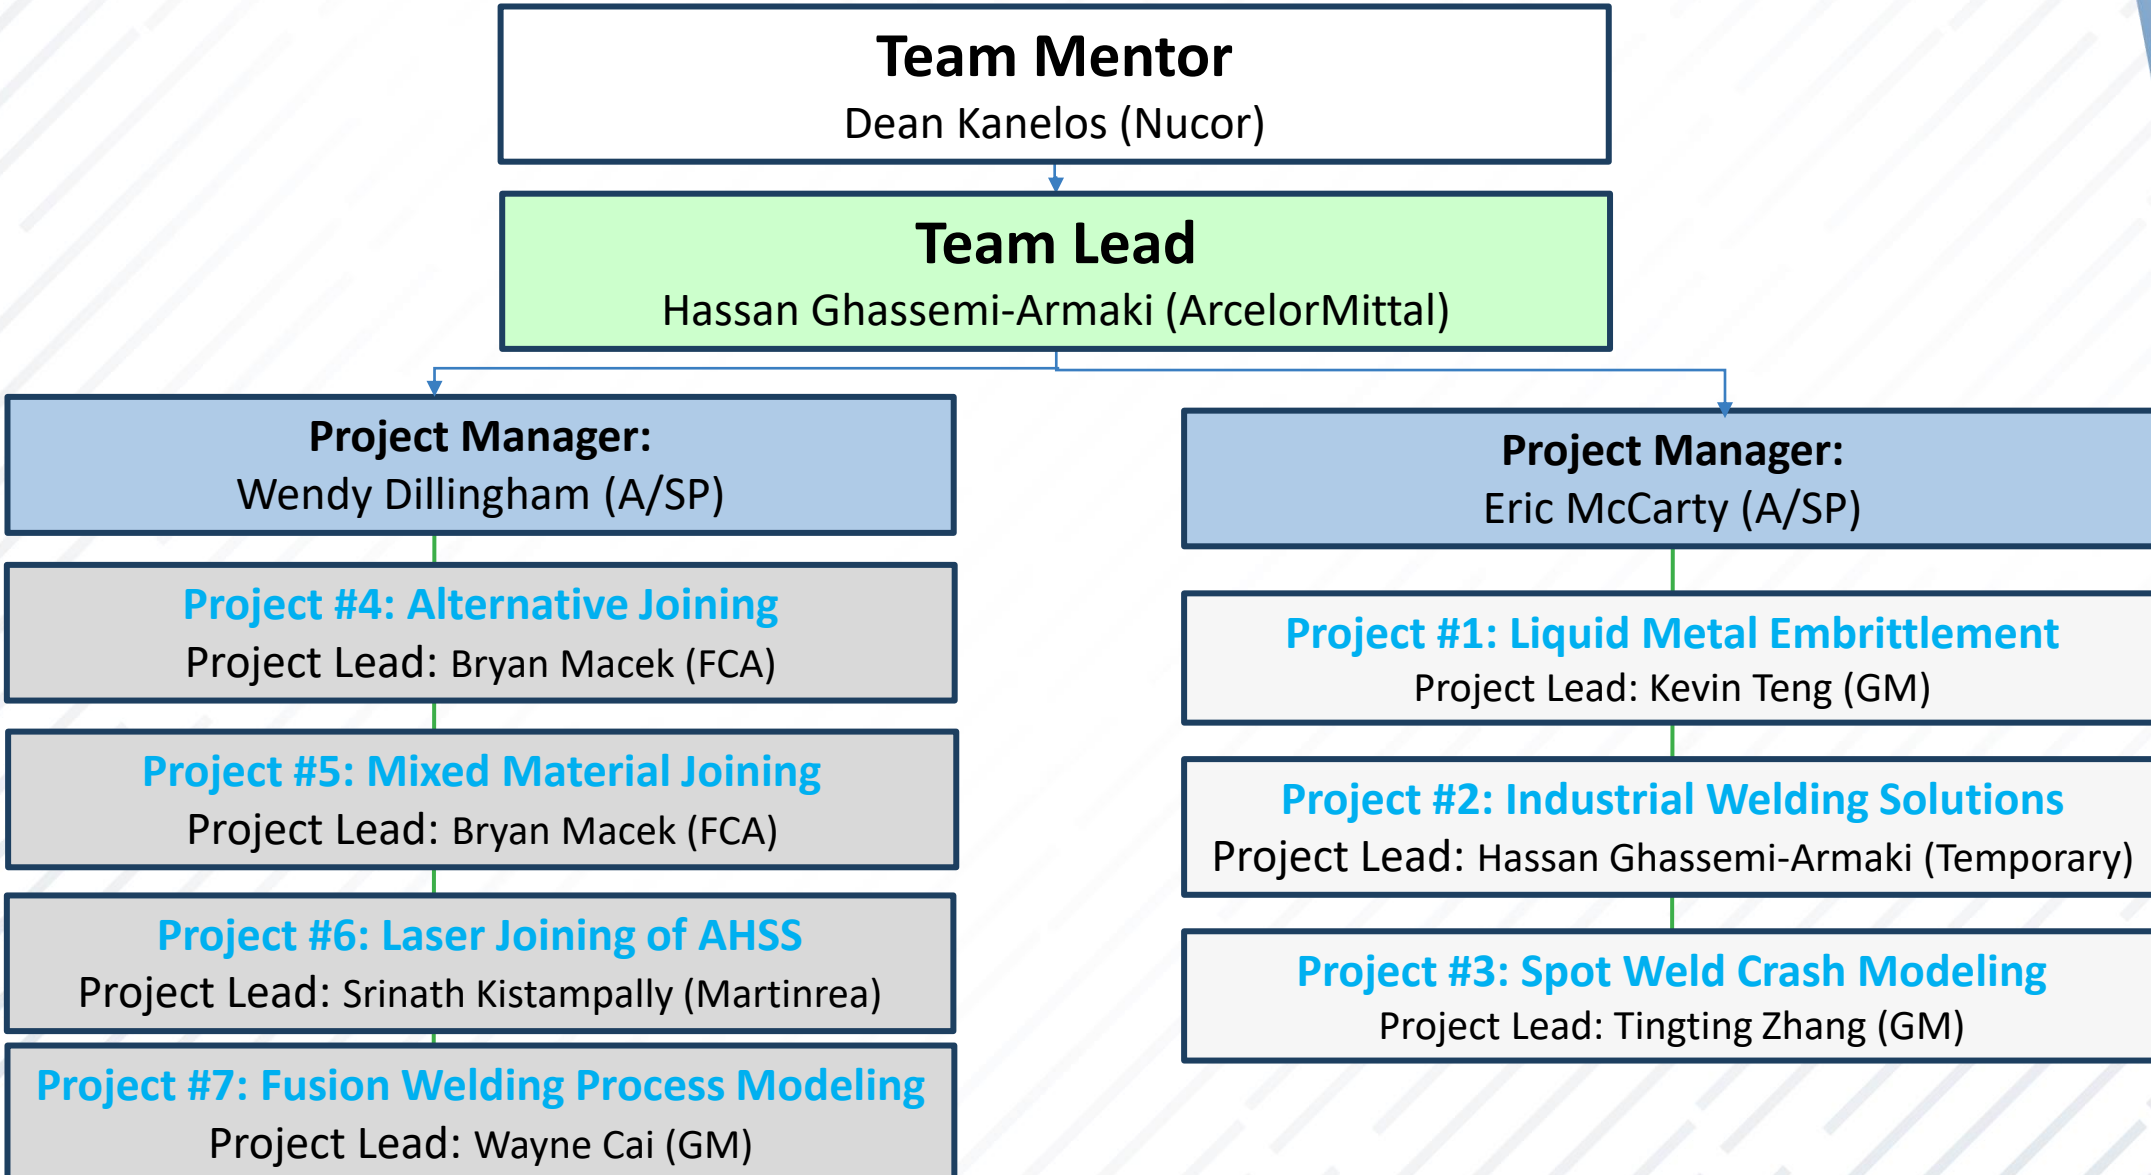 Team Mentor
Dean Kanelos (Nucor)
Team Lead
Hassan Ghassemi-Armaki (ArcelorMittal)
Project Manager:
Wendy Dillingham (A/SP)
Project #4: Alternative Joining
Project Lead: Bryan Macek (FCA)
Project #5: Mixed Material Joining
Project Lead: Bryan Macek (FCA)
Project #6: Laser Joining of AHSS
Project Lead: Srinath Kistampally (Martinrea)
Project #7: Fusion Welding Process Modeling
Project Lead: Wayne Cai (GM)
Project Manager:
Eric McCarty (A/SP)
Project #1: Liquid Metal Embrittlement
Project Lead: Kevin Teng (GM)
Project #2: Industrial Welding Solutions
Project Lead: Hassan Ghassemi-Armaki (Temporary)
Project #3: Spot Weld Crash Modeling
Project Lead: Tingting Zhang (GM)